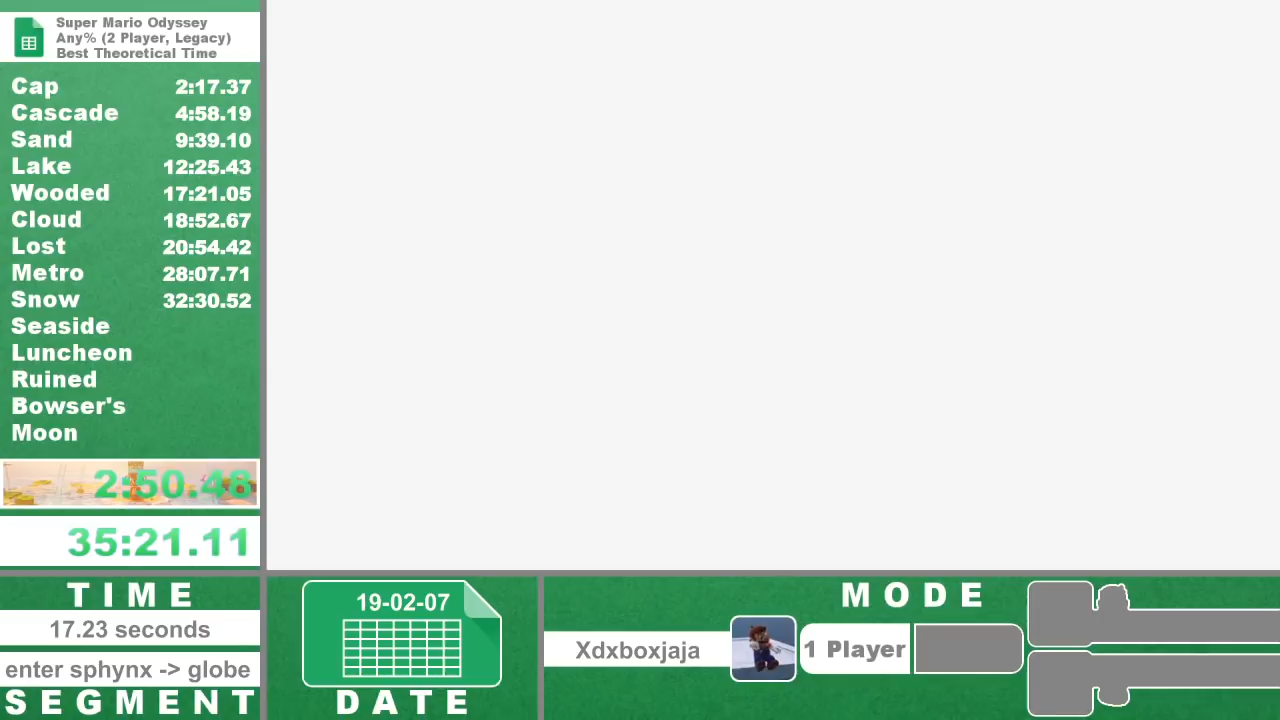 Super Mario Odyssey
Any% (2 Player, Legacy)
Best Theoretical Time
Cap 2:17.37
Cascade 4:58.19
Sand 9:39.10
Lake 12:25.43
Wooded 17:21.05
Cloud 18:52.67
Lost 20:54.42
Metro 28:07.71
Snow 32:30.52
Seaside
Luncheon
Ruined
Bowser's
Moon
2:50.48
35:21.11
TIME
17.23 seconds
enter sphynx -> globe
SEGMENT
19-02-07
DATE
MODE
Xdxboxjaja
1 Player